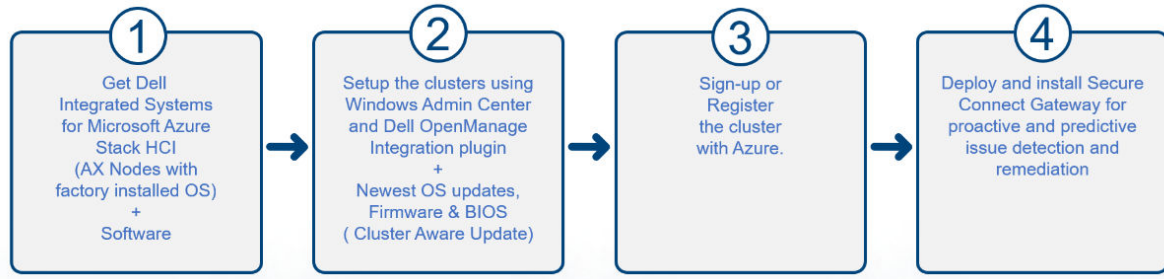 1
Get Dell
Integrated Systems
for Microsoft Azure
Stack HCI
(AX Nodes with
factory installed OS)
+
Software
2
Setup the clusters using
Windows Admin Center
and Dell OpenManage
Integration plugin
+
Newest OS updates,
Firmware & BIOS
( Cluster Aware Update)
3
Sign-up or
Register
the cluster
with Azure.
4
Deploy and install Secure
Connect Gateway for
proactive and predictive
issue detection and
remediation